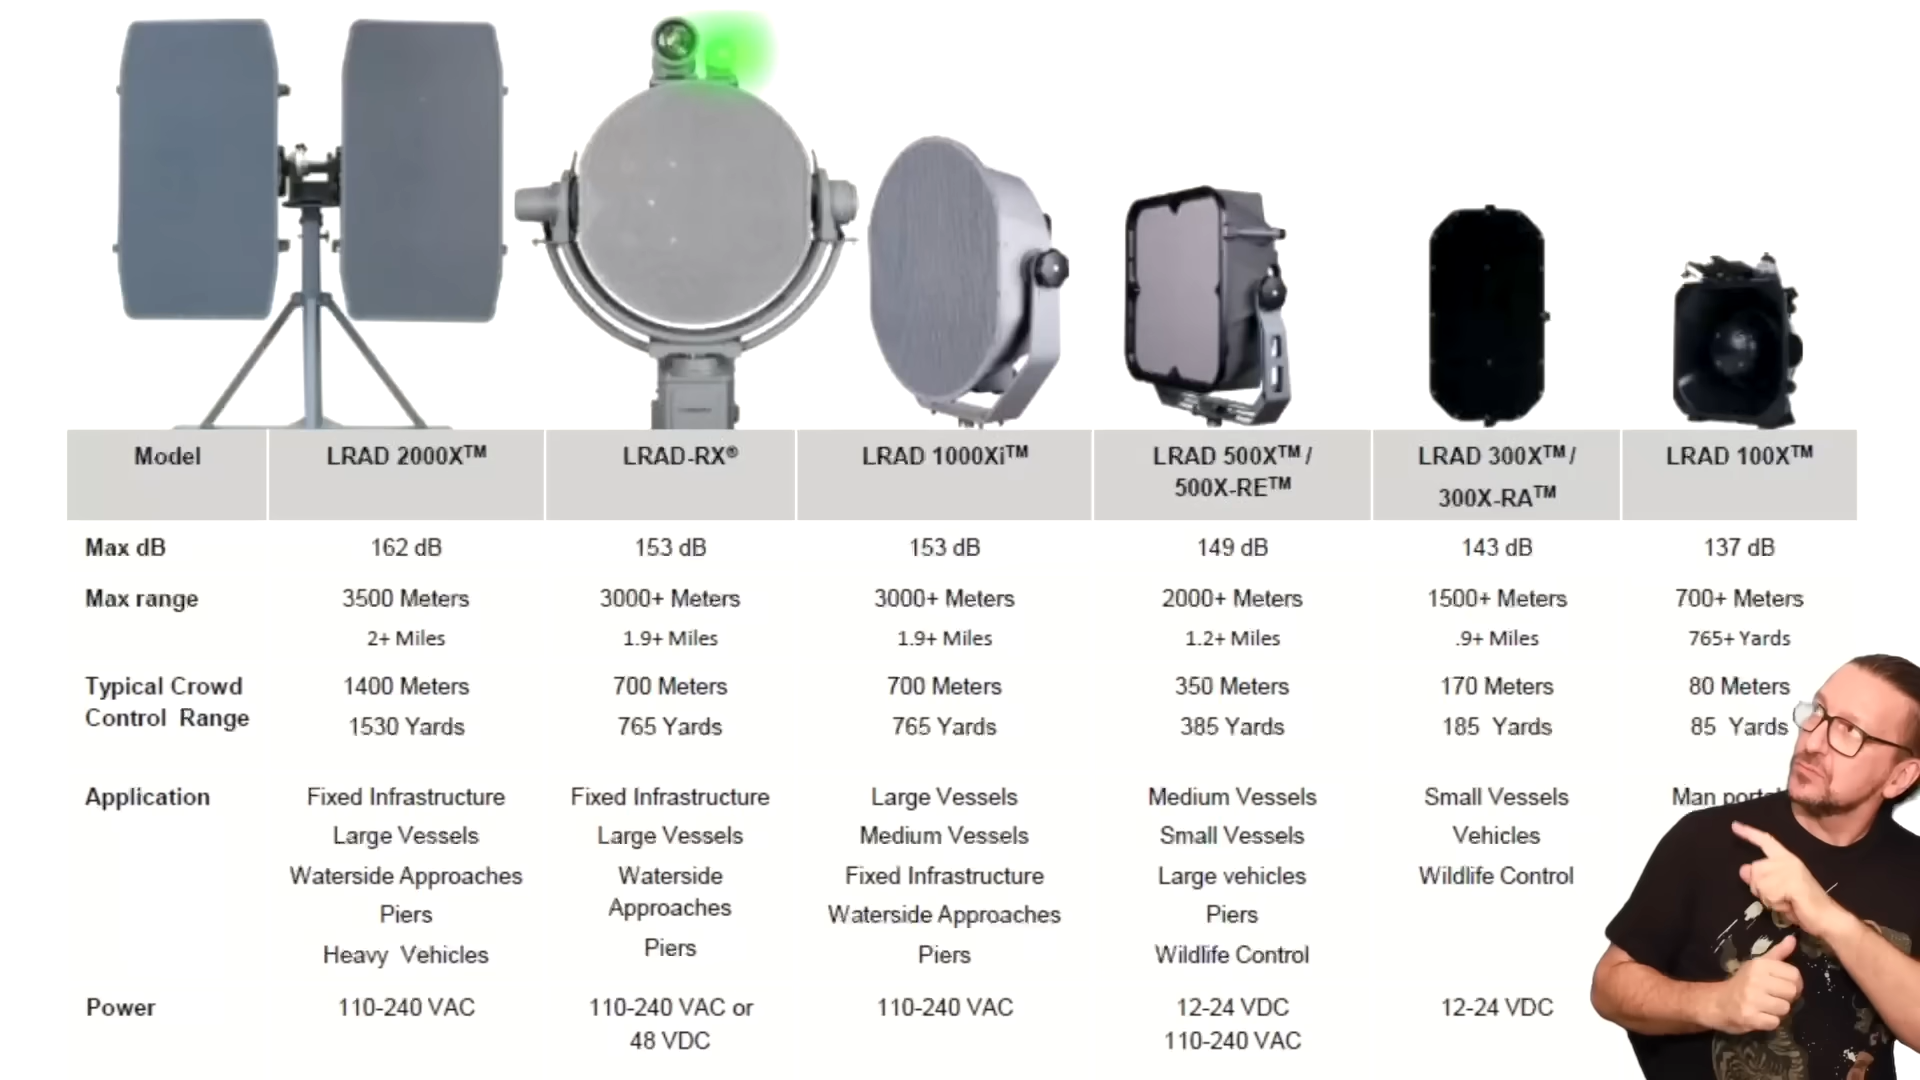 Model LRAD 2000X™ LRAD-RX® LRAD 1000Xi™ LRAD 500X™ / LRAD 300X™ / LRAD 100X™
500X-RE™ 300X-RA™
Max dB 162 dB 153 dB 153 dB 149 dB 143 dB 137 dB
Max range 3500 Meters 3000+ Meters 3000+ Meters 2000+ Meters 1500+ Meters 700+ Meters
2+ Miles 1.9+ Miles 1.9+ Miles 1.2+ Miles .9+ Miles 765+ Yards
Typical Crowd 1400 Meters 700 Meters 700 Meters 350 Meters 170 Meters 80 Meters
Control Range 1530 Yards 765 Yards 765 Yards 385 Yards 185 Yards 85 Yards
Application Fixed Infrastructure Fixed Infrastructure Large Vessels Medium Vessels Small Vessels Man
Large Vessels Large Vessels Medium Vessels Small Vessels Vehicles
Waterside Approaches Waterside Fixed Infrastructure Large vehicles Wildlife Control
Piers Approaches Waterside Approaches Piers
Heavy Vehicles Piers Piers Wildlife Control
Power 110-240 VAC 110-240 VAC or 110-240 VAC 12-24 VDC 12-24 VDC
48 VDC 110-240 VAC